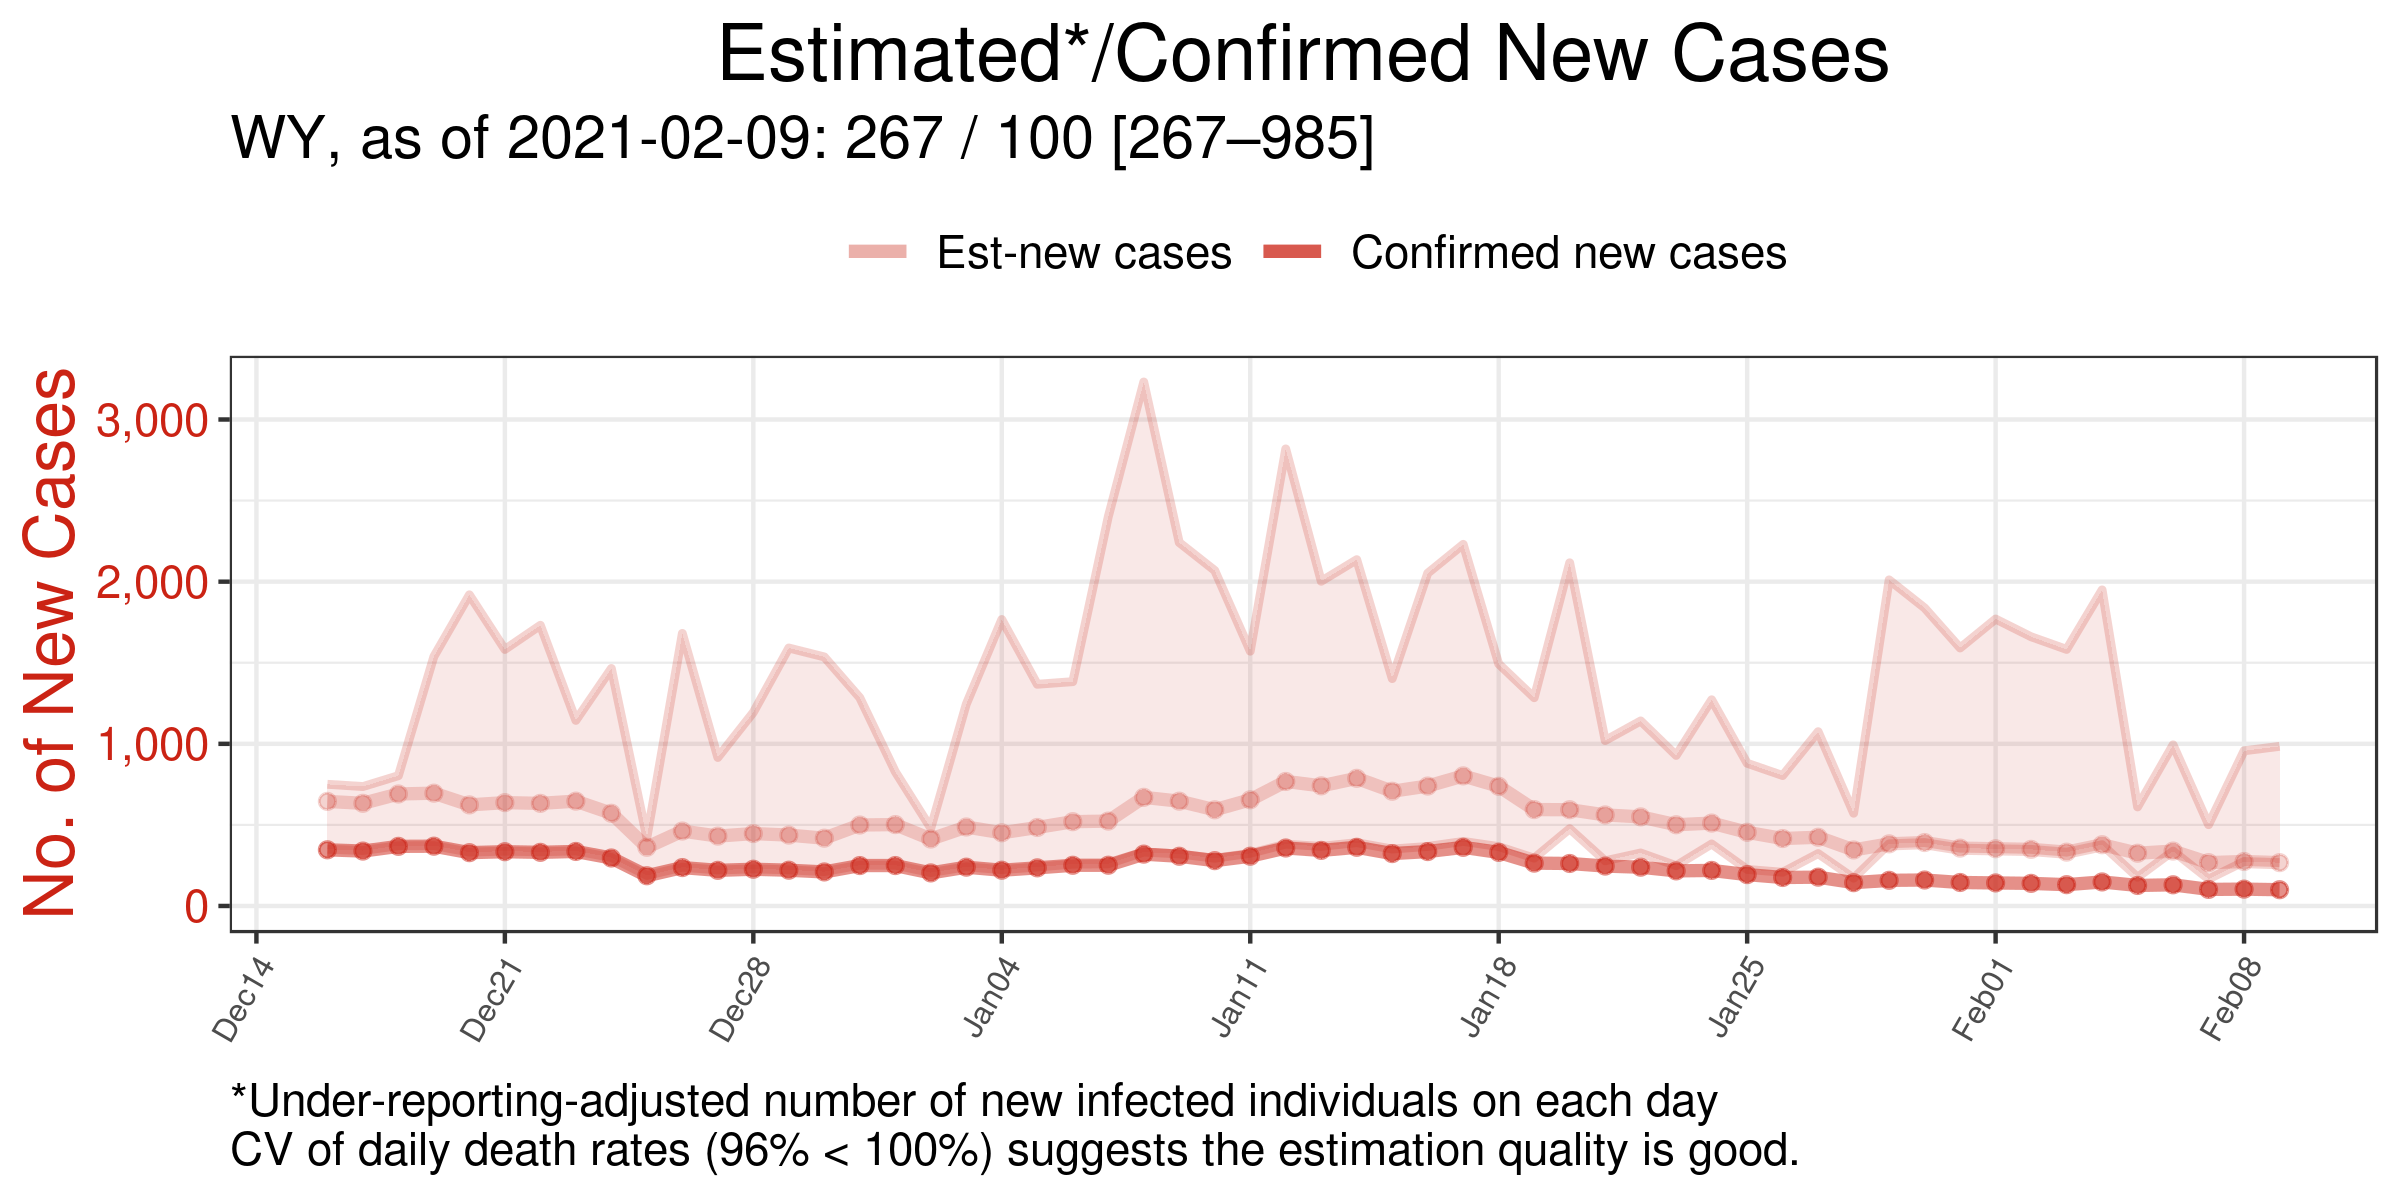 Estimated*/Confirmed New Cases
WY, as of 2021-02-09: 267 / 100 [267–985]
Est-new cases Confirmed new cases
No. of New Cases
3,000
2,000
1,000
0
Dec14 Dec21 Dec28 Jan04 Jan11 Jan18 Jan25 Feb01 Feb08
*Under-reporting-adjusted number of new infected individuals on each day
CV of daily death rates (96% < 100%) suggests the estimation quality is good.